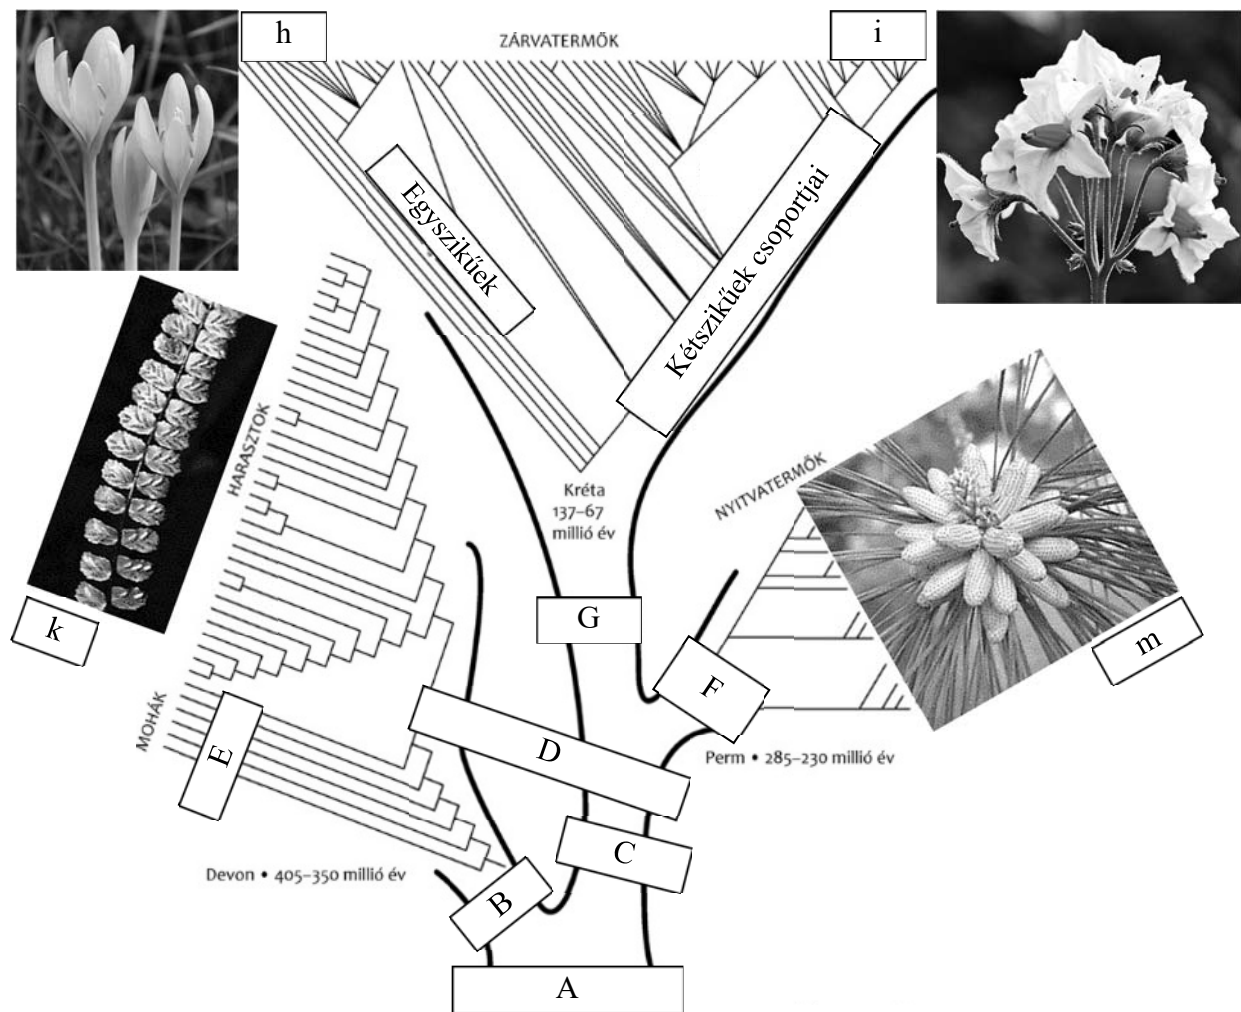 h
ZÁRVATERMŐK
i
Egyszikűek
Kétszikűek csoportjai
HARASZTOK
NYITVATERMŐK
Kréta
137–67
millió év
k
G
m
F
MOHÁK
E
D
Perm • 285–230 millió év
C
Devon • 405–350 millió év
B
A